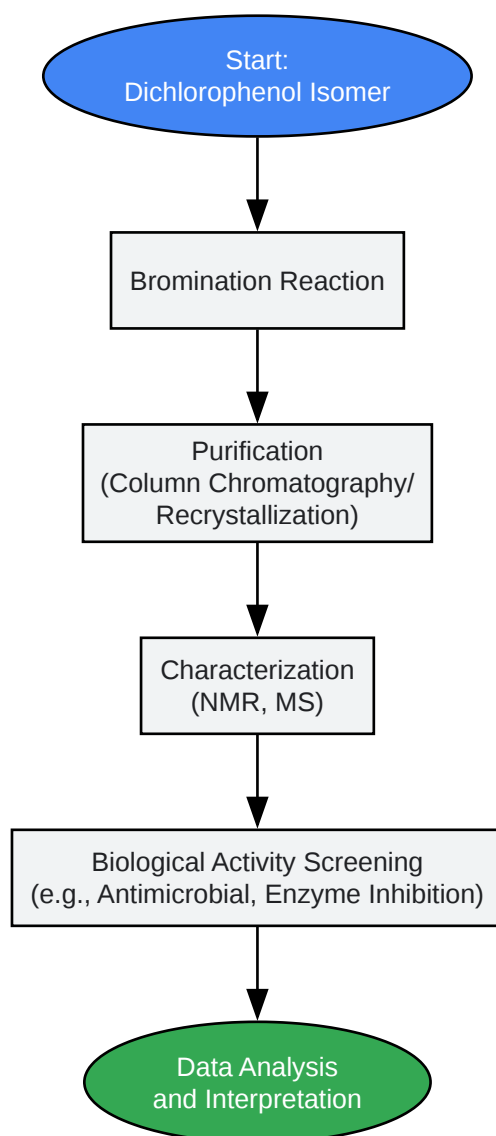 Start:
Dichlorophenol Isomer
Bromination Reaction
Purification
(Column Chromatography/
Recrystallization)
Characterization
(NMR, MS)
Biological Activity Screening
(e.g., Antimicrobial, Enzyme Inhibition)
Data Analysis
and Interpretation